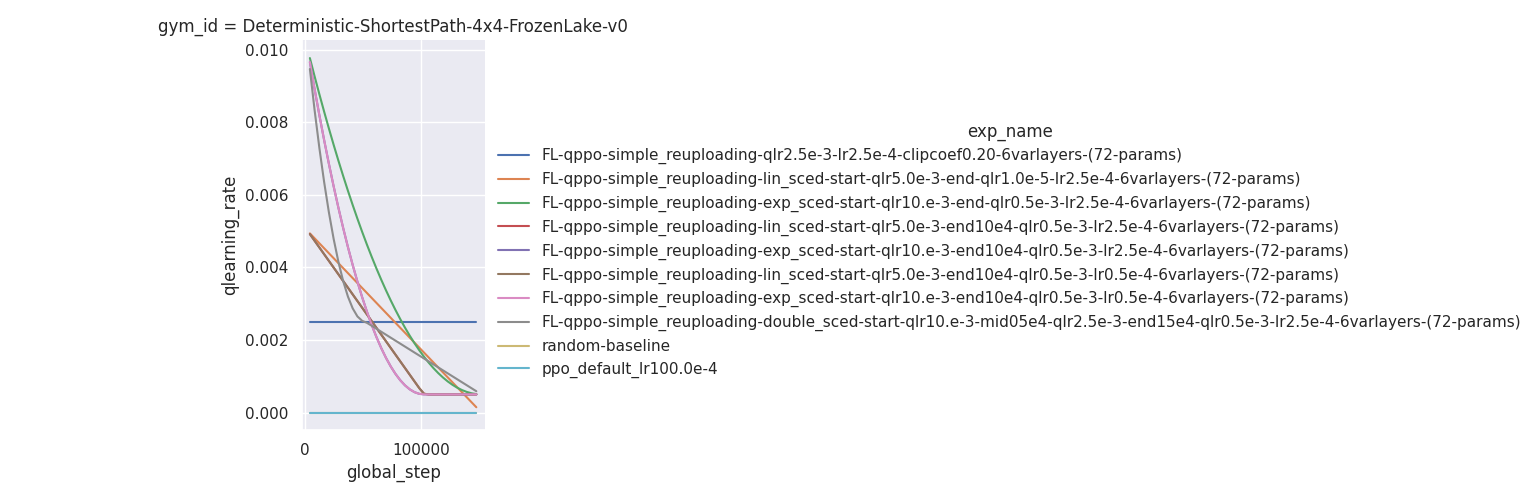 gym_id = Deterministic-ShortestPath-4x4-FrozenLake-v0
0.010
0.008
0.006
0.004
0.002
0.000
qlearning_rate
0
100000
global_step
exp_name
FL-qppo-simple_reuploading-qlr2.5e-3-lr2.5e-4-clipcoef0.20-6varlayers-(72-params)
FL-qppo-simple_reuploading-lin_sced-start-qlr5.0e-3-end-qlr1.0e-5-lr2.5e-4-6varlayers-(72-params)
FL-qppo-simple_reuploading-exp_sced-start-qlr10.e-3-end-qlr0.5e-3-lr2.5e-4-6varlayers-(72-params)
FL-qppo-simple_reuploading-lin_sced-start-qlr5.0e-3-end10e4-qlr0.5e-3-lr2.5e-4-6varlayers-(72-params)
FL-qppo-simple_reuploading-exp_sced-start-qlr10.e-3-end10e4-qlr0.5e-3-lr2.5e-4-6varlayers-(72-params)
FL-qppo-simple_reuploading-lin_sced-start-qlr5.0e-3-end10e4-qlr0.5e-3-lr0.5e-4-6varlayers-(72-params)
FL-qppo-simple_reuploading-exp_sced-start-qlr10.e-3-end10e4-qlr0.5e-3-lr0.5e-4-6varlayers-(72-params)
FL-qppo-simple_reuploading-double_sced-start-qlr10.e-3-mid05e4-qlr2.5e-3-end15e4-qlr0.5e-3-lr2.5e-4-6varlayers-(72-params)
random-baseline
ppo_default_lr100.0e-4